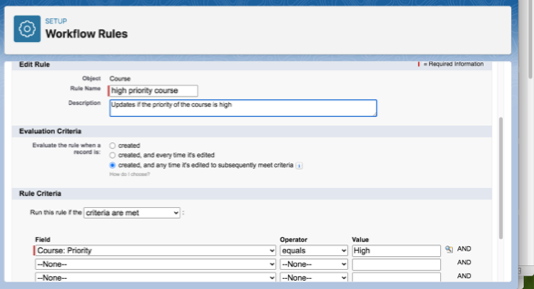 SETUP
Workflow Rules
Edit Rule
= Required Information
Object Course
Rule Name high priority course
Description Updates if the priority of the course is high
Evaluation Criteria
Evaluate the rule when a record is:
created
created, and every time it's edited
created, and any time it's edited to subsequently meet criteria i
How do I choose?
Rule Criteria
Run this rule if the criteria are met :
Field Operator Value
Course: Priority equals High AND
--None-- --None-- AND
--None-- --None-- AND